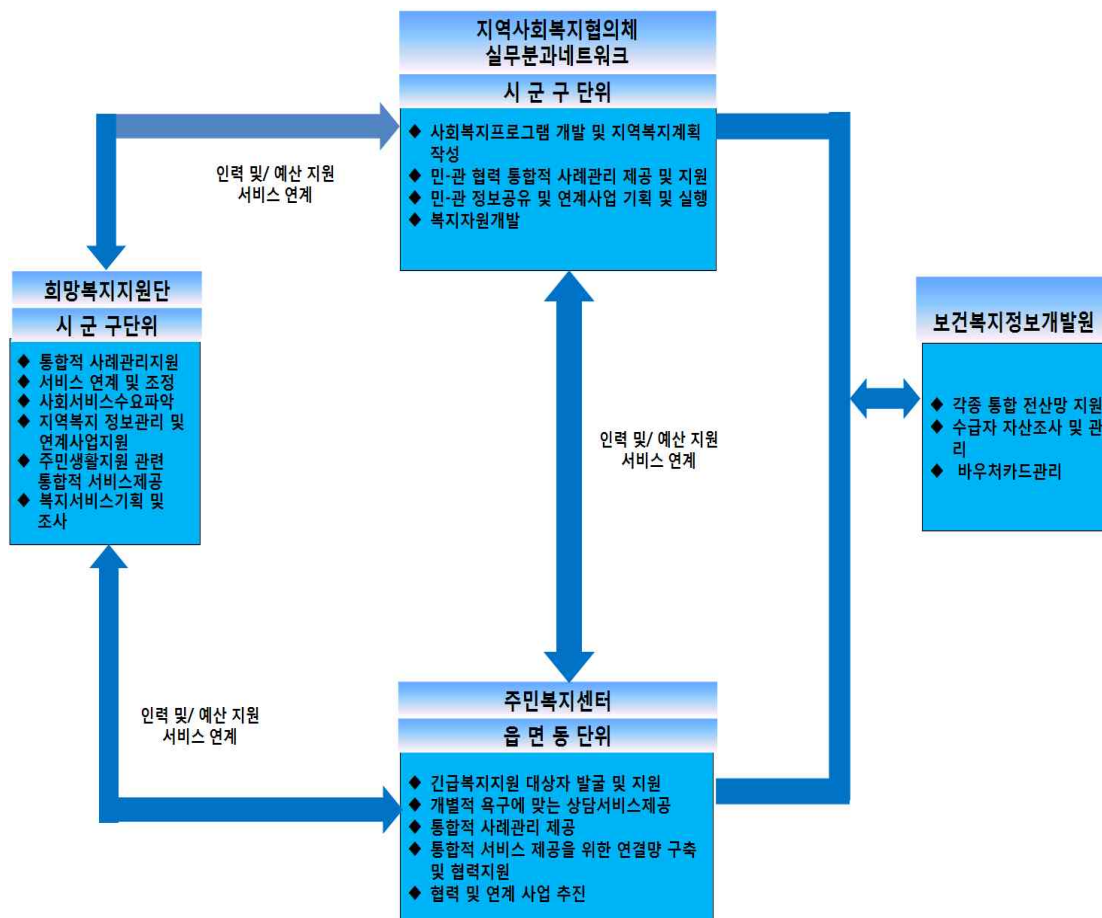 지역사회복지협의체
실무분과네트워크
시 군 구 단위
◆ 사회복지프로그램 개발 및 지역복지계획
작성
◆ 민-관 협력 통합적 사례관리 제공 및 지원
◆ 민-관 정보공유 및 연계사업 기획 및 실행
◆ 복지자원개발
인력 및/ 예산 지원
서비스 연계
희망복지지원단
시 군 구단위
◆ 통합적 사례관리지원
◆ 서비스 연계 및 조정
◆ 사회서비스수요파악
◆ 지역복지 정보관리 및
연계사업지원
◆ 주민생활지원 관련
통합적 서비스제공
◆ 복지서비스기획 및
조사
보건복지정보개발원
◆ 각종 통합 전산망 지원
◆ 수급자 자산조사 및 관
리
◆ 바우처카드관리
인력 및/ 예산 지원
서비스 연계
인력 및/ 예산 지원
서비스 연계
주민복지센터
읍 면 동 단위
◆ 긴급복지지원 대상자 발굴 및 지원
◆ 개별적 욕구에 맞는 상담서비스제공
◆ 통합적 사례관리 제공
◆ 통합적 서비스 제공을 위한 연결망 구축
및 협력지원
◆ 협력 및 연계 사업 추진